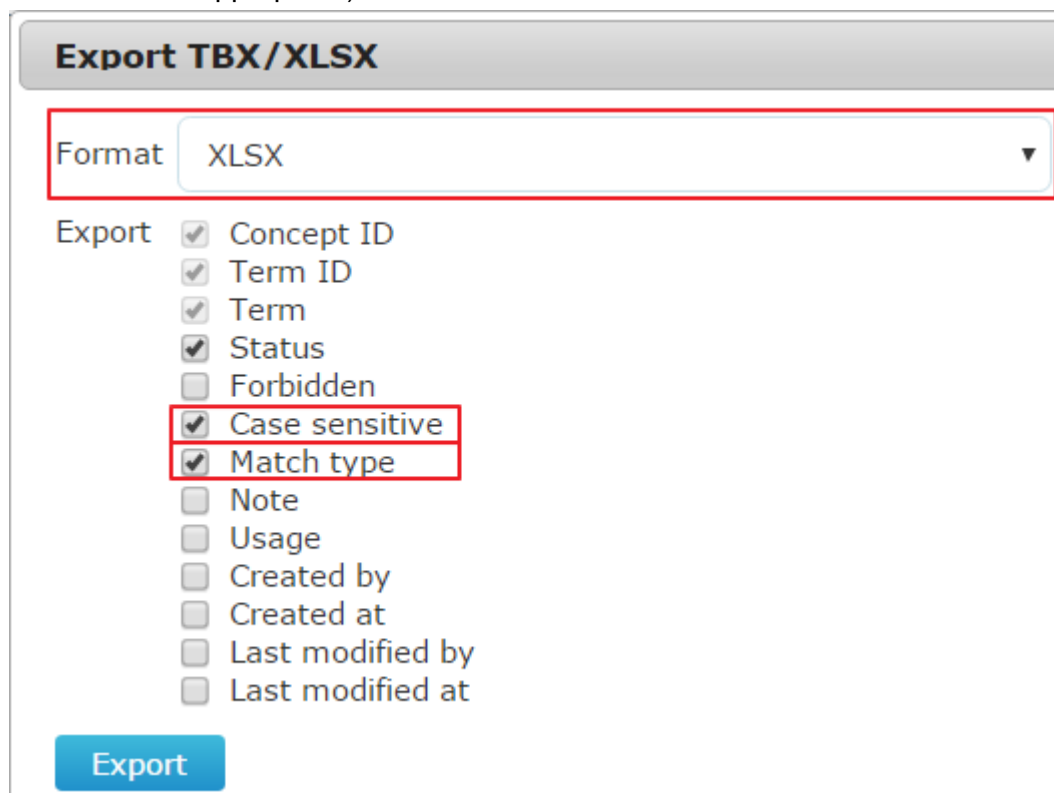 Export TBX/XLSX
Format XLSX
Export Concept ID
Term ID
Term
Status
Forbidden
Case sensitive
Match type
Note
Usage
Created by
Created at
Last modified by
Last modified at
Export